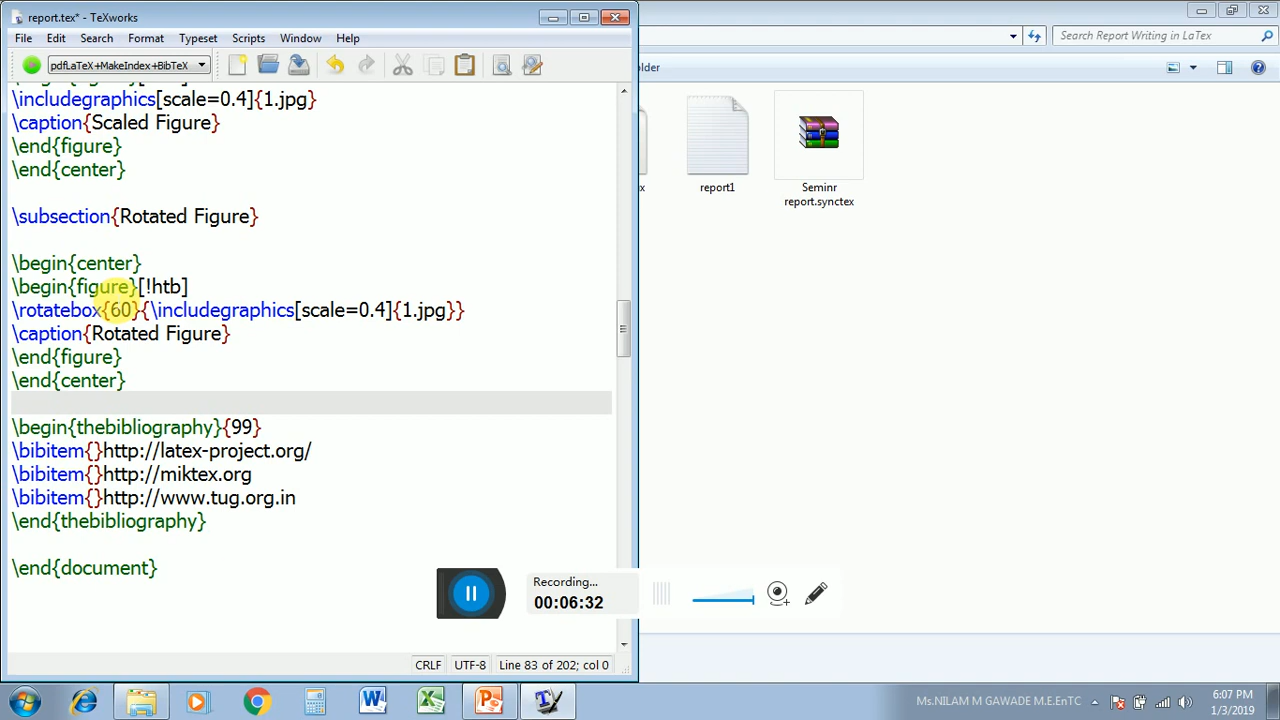 report.tex* - TeXworks
File Edit Search Format Typeset Scripts Window Help
pdfLaTeX+MakeIndex+BibTeX
\includegraphics[scale=0.4]{1.jpg}
\caption{Scaled Figure}
\end{figure}
\end{center}
\subsection{Rotated Figure}
\begin{center}
\begin{figure}[!htb]
\rotatebox{60}{\includegraphics[scale=0.4]{1.jpg}}
\caption{Rotated Figure}
\end{figure}
\end{center}
\begin{thebibliography}{99}
\bibitem{}http://latex-project.org/
\bibitem{}http://miktex.org
\bibitem{}http://www.tug.org.in
\end{thebibliography}
\end{document}
CRLF UTF-8 Line 83 of 202; col 0
Search Report Writing in LaTex
older
x
report1
Seminr
report.synctex
Recording...
00:06:32
Ms.NILAM M GAWADE M.E.EnTC
6:07 PM
1/3/2019